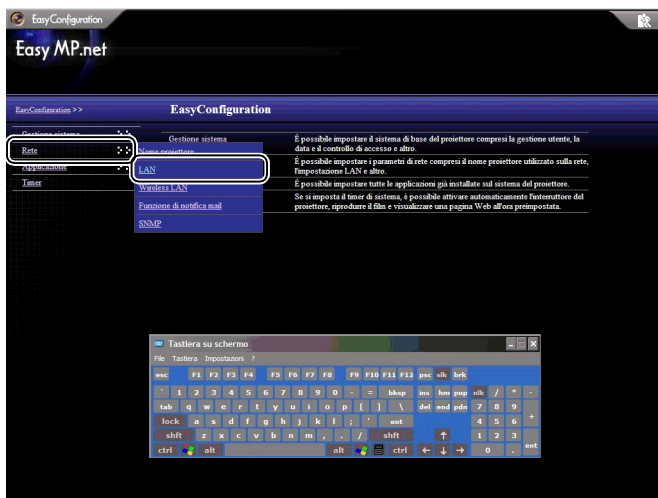 EasyConfiguration
Easy MP.net
EasyConfiguration >>
EasyConfiguration
Gestione sistema
Rete
Applicazione
Timer
Nome proiettore
LAN
Wireless LAN
Funzione di notifica mail
SNMP
Gestione sistema
È possibile impostare il sistema di base del proiettore compresi la gestione utente, la
data e il controllo di accesso e altro.
È possibile impostare i parametri di rete compresi il nome proiettore utilizzato sulla rete,
l'impostazione LAN e altro.
È possibile impostare tutte le applicazioni già installate sul sistema del proiettore.
Se si imposta il timer di sistema, è possibile attivare automaticamente l'interruttore del
proiettore, riprodurre il film e visualizzare una pagina Web all'ora preimpostata.
Tastiera su schermo
File Tastiera Impostazioni ?
esc F1 F2 F3 F4 F5 F6 F7 F8 F9 F10 F11 F12 psc slk brk
` 1 2 3 4 5 6 7 8 9 0 - = bksp ins hm pup nlk / * -
tab q w e r t y u i o p [ ] \ del end pdn 7 8 9 +
lock a s d f g h j k l ; ' ent 4 5 6
shft z x c v b n m , . / shft ↑ 1 2 3 ent
ctrl alt alt ctrl ← ↓ → 0 .